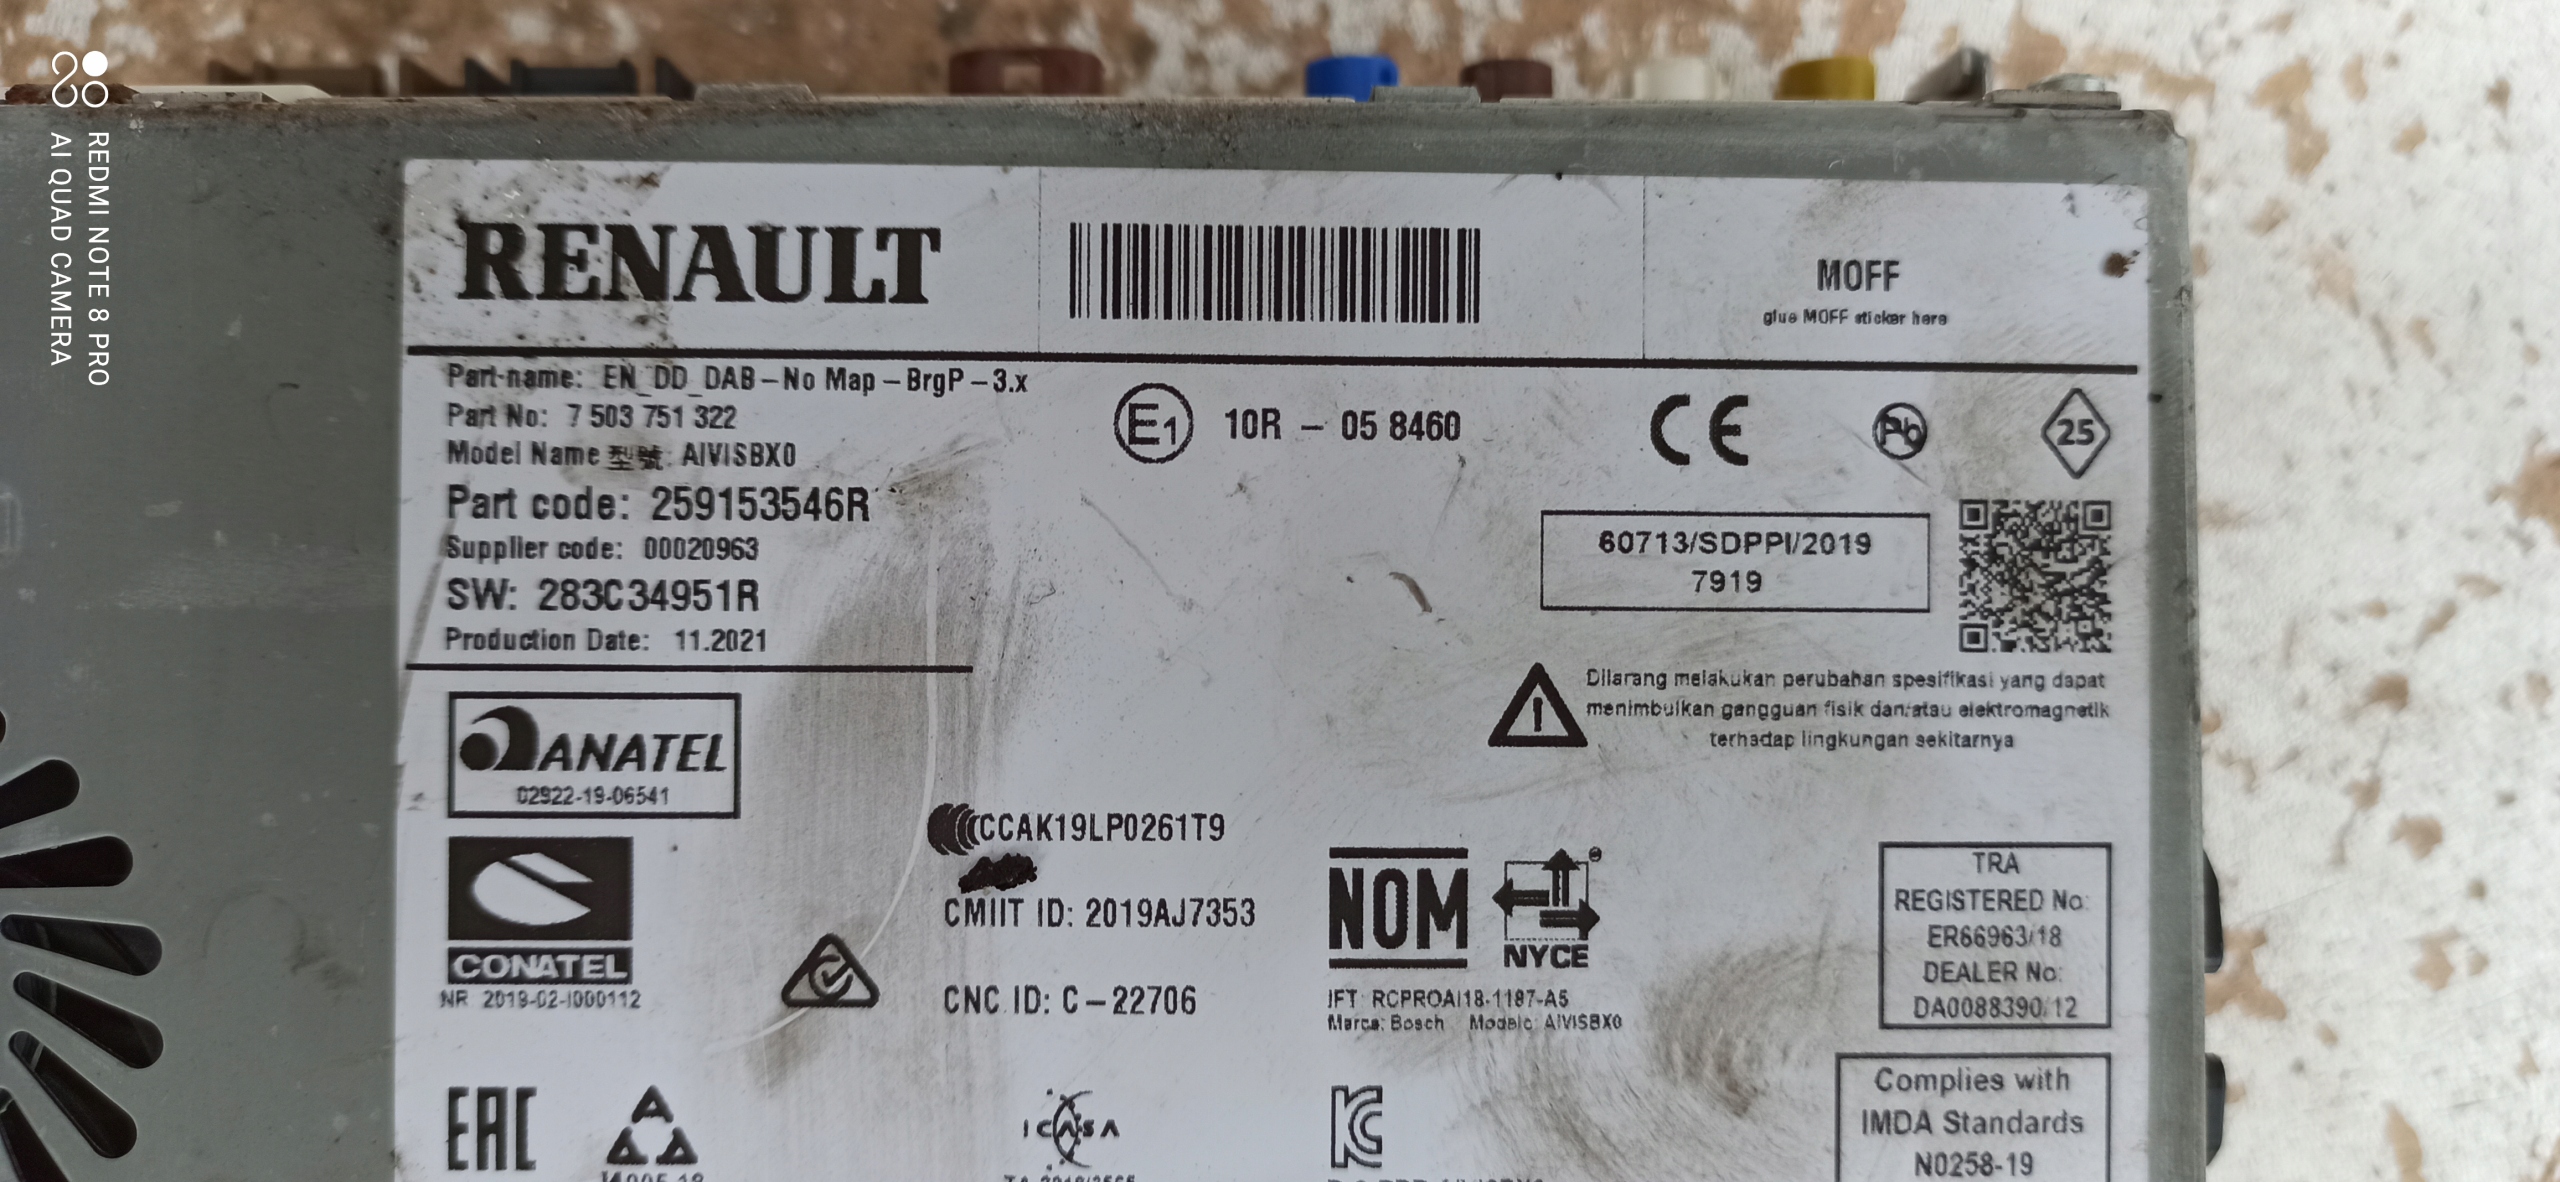 REDMI NOTE 8 PRO
AI QUAD CAMERA
RENAULT
MOFF
glue MOFF sticker here
Part-name: EN_DD_DAB-No Map-BrgP-3.x
Part No: 7 503 751 322
Model Name 型號: AIVISBX0
Part code: 259153546R
Supplier code: 00020963
SW: 283C34951R
Production Date: 11.2021
E1 10R - 05 8460
CE
Pb
25
60713/SDPPI/2019
7919
Dilarang melakukan perubahan spesifikasi yang dapat
menimbulkan gangguan fisik dan/atau elektromagnetik
terhadap lingkungan sekitarnya
ANATEL
02922-19-06541
CONATEL
NR 2019-02-I000112
CCAK19LP0261T9
CMIIT ID: 2019AJ7353
CNC ID: C-22706
NOM
NYCE
IFT: RCPROAI18-1187-A5
Marca: Bosch Modelo: AIVISBX0
TRA
REGISTERED No:
ER66963/18
DEALER No:
DA0088390/12
Complies with
IMDA Standards
N0258-19
EAC
ICASA
KC